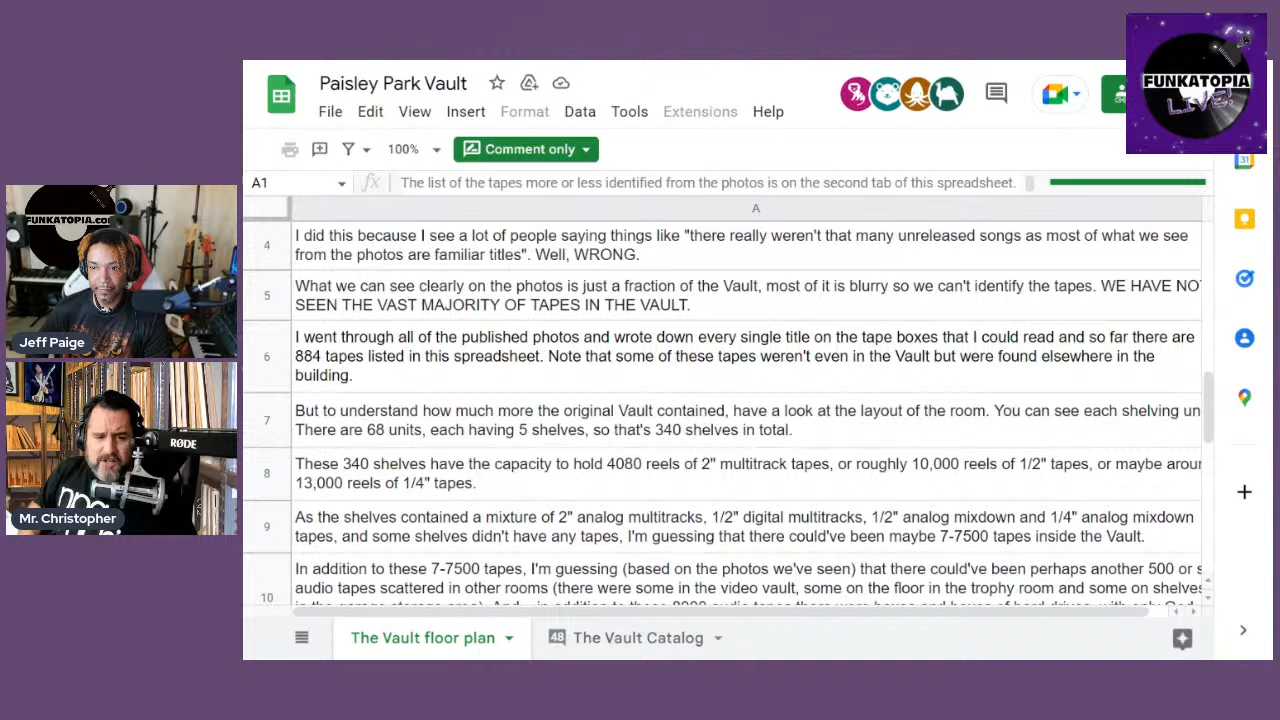 FUNKATOPIA
LIVE!
Paisley Park Vault
File Edit View Insert Format Data Tools Extensions Help
100% Comment only
A1 fx The list of the tapes more or less identified from the photos is on the second tab of this spreadsheet.
A
4 I did this because I see a lot of people saying things like "there really weren't that many unreleased songs as most of what we see
from the photos are familiar titles". Well, WRONG.
5 What we can see clearly on the photos is just a fraction of the Vault, most of it is blurry so we can't identify the tapes. WE HAVE NO
SEEN THE VAST MAJORITY OF TAPES IN THE VAULT.
6 I went through all of the published photos and wrote down every single title on the tape boxes that I could read and so far there are
884 tapes listed in this spreadsheet. Note that some of these tapes weren't even in the Vault but were found elsewhere in the
building.
7 But to understand how much more the original Vault contained, have a look at the layout of the room. You can see each shelving un
There are 68 units, each having 5 shelves, so that's 340 shelves in total.
8 These 340 shelves have the capacity to hold 4080 reels of 2" multitrack tapes, or roughly 10,000 reels of 1/2" tapes, or maybe arour
13,000 reels of 1/4" tapes.
9 As the shelves contained a mixture of 2" analog multitracks, 1/2" digital multitracks, 1/2" analog mixdown and 1/4" analog mixdown
tapes, and some shelves didn't have any tapes, I'm guessing that there could've been maybe 7-7500 tapes inside the Vault.
10 In addition to these 7-7500 tapes, I'm guessing (based on the photos we've seen) that there could've been perhaps another 500 or s
audio tapes scattered in other rooms (there were some in the video vault, some on the floor in the trophy room and some on shelves
48
The Vault floor plan The Vault Catalog
31
FUNKATOPIA.CO
Jeff Paige
RØDE
Mr. Christopher